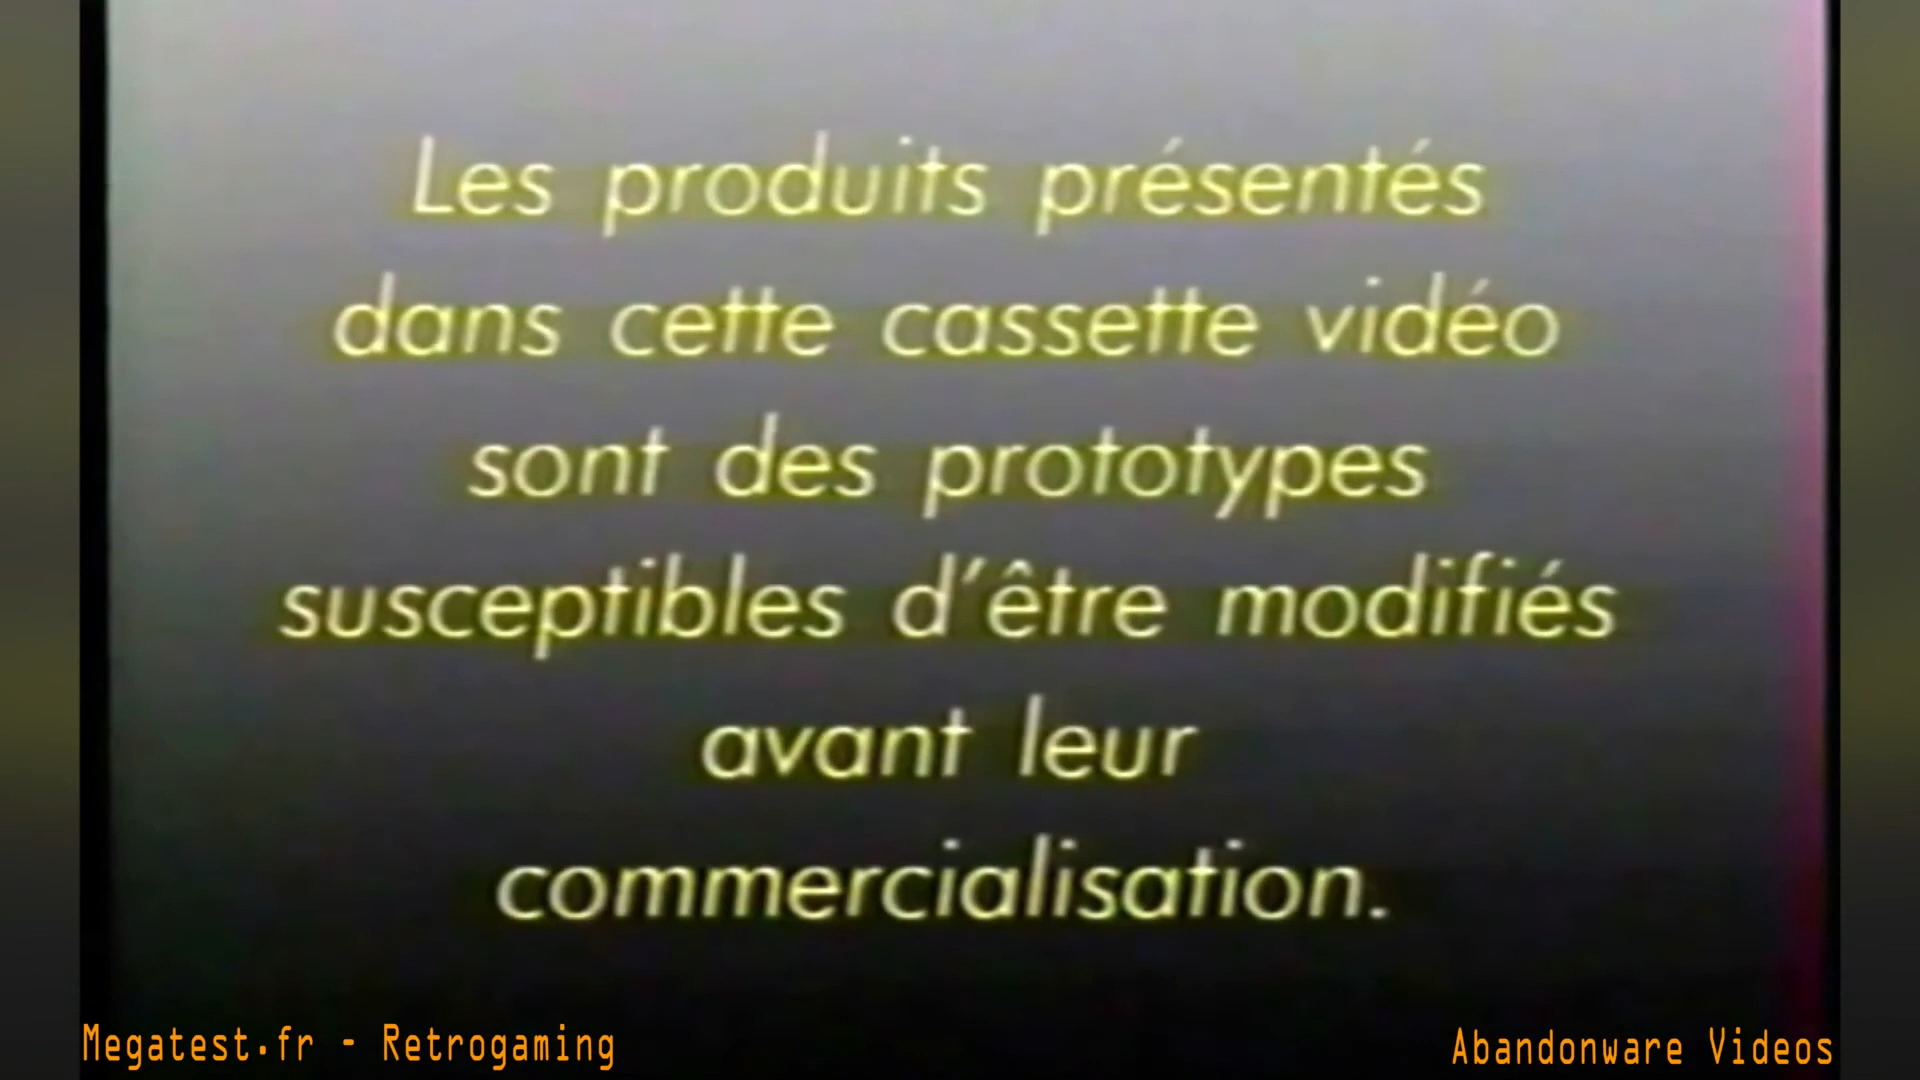 Les produits présentés
dans cette cassette vidéo
sont des prototypes
susceptibles d'être modifiés
avant leur
commercialisation.
Megatest.fr - Retrogaming
Abandonware Videos